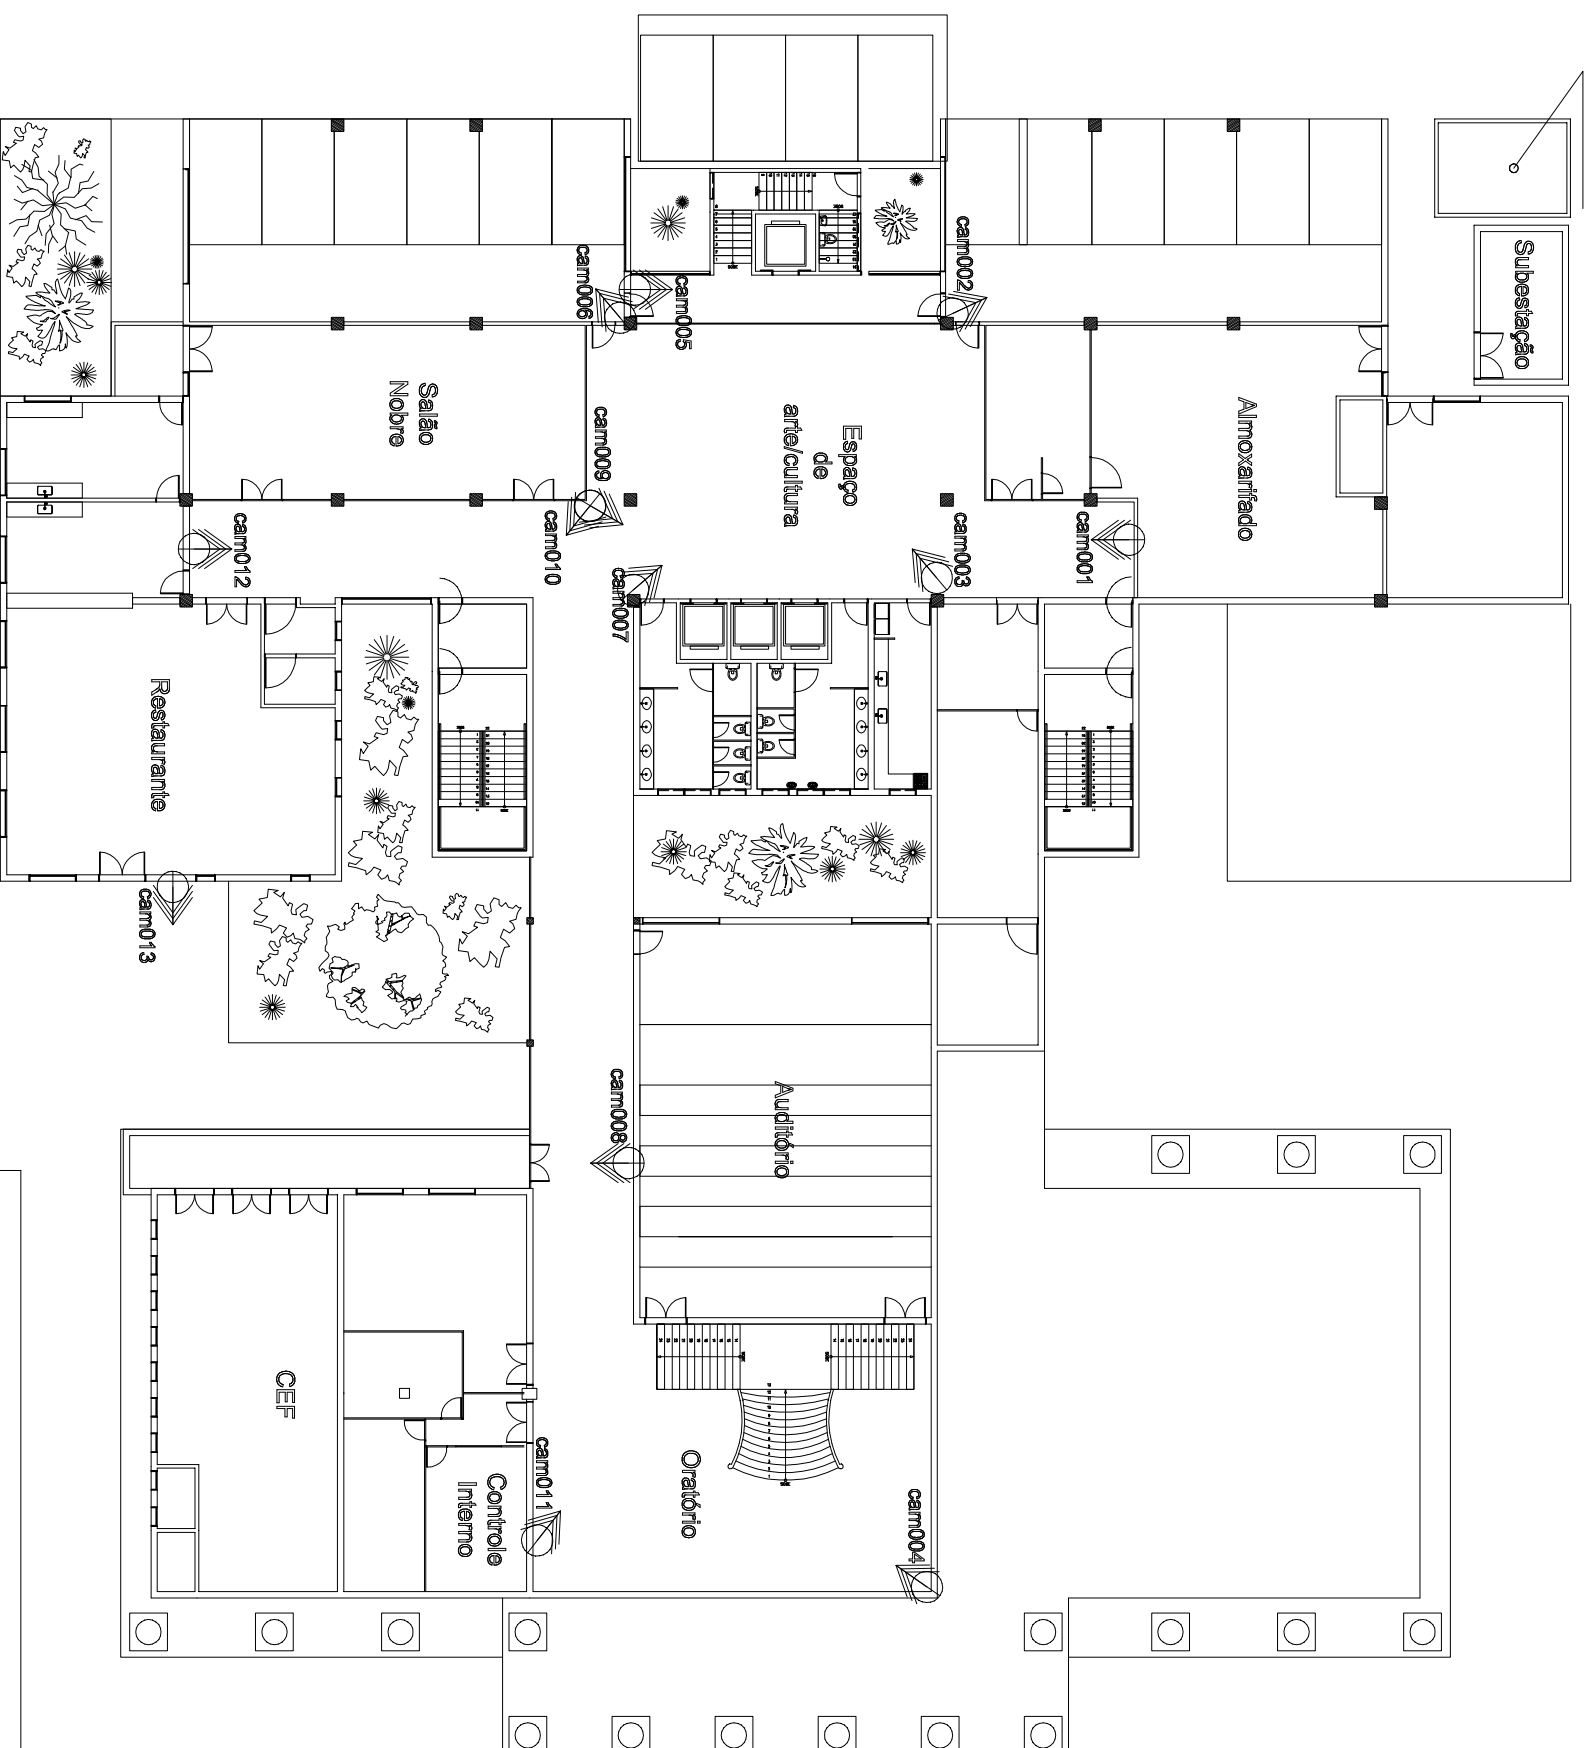 Subestação
Almoxarifado
cam002
cam001
cam003
Espaço
de
arte/cultura
cam005
cam006
cam007
cam009
cam010
Salão
Nobre
cam012
Restaurante
cam013
cam008
Auditório
Oratório
cam004
cam011
Controle
Interno
CEF